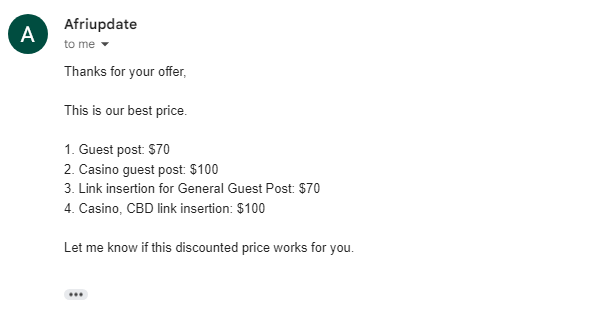 A
Afriupdate
to me
Thanks for your offer,
This is our best price.
1. Guest post: $70
2. Casino guest post: $100
3. Link insertion for General Guest Post: $70
4. Casino, CBD link insertion: $100
Let me know if this discounted price works for you.